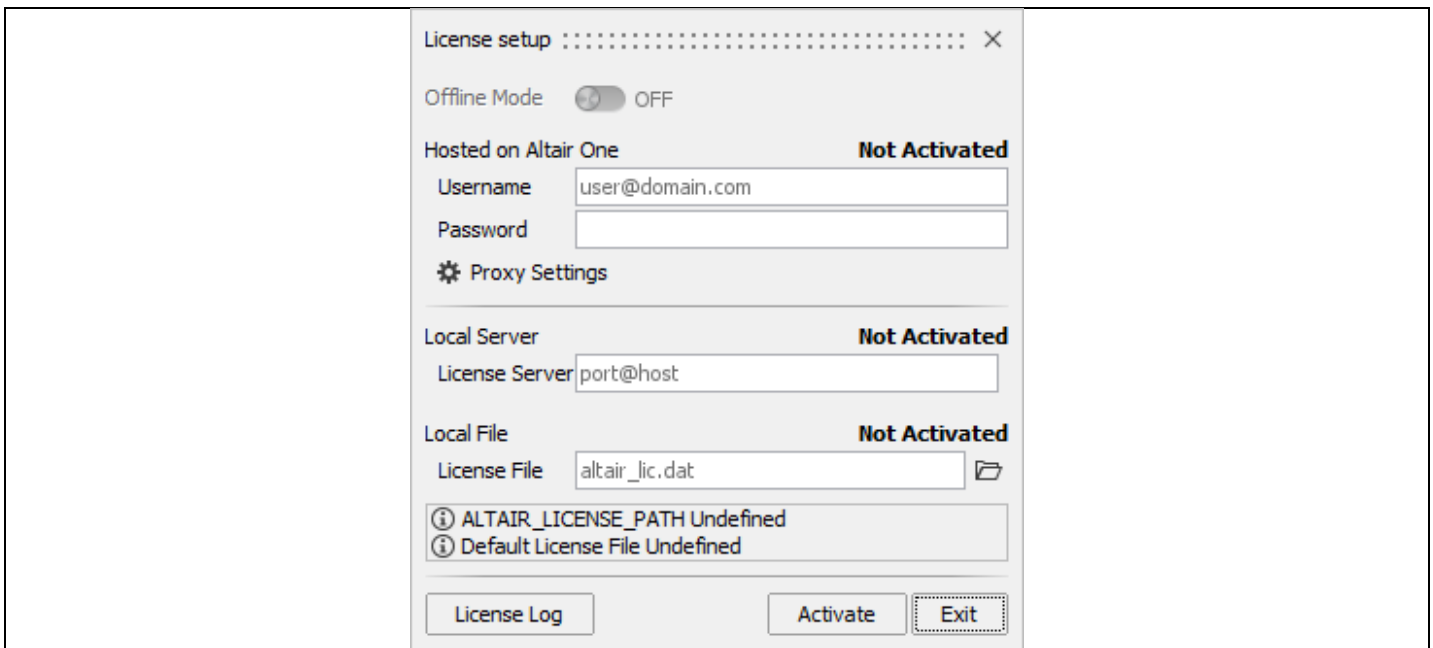 License setup
Offline Mode OFF
Hosted on Altair One Not Activated
Username user@domain.com
Password
Proxy Settings
Local Server Not Activated
License Server port@host
Local File Not Activated
License File altair_lic.dat
ALTAIR_LICENSE_PATH Undefined
Default License File Undefined
License Log Activate Exit